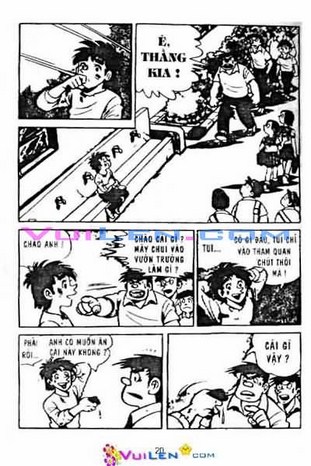 Ê,
THẰNG
KIA !
VUILEN.COM
CHÀO ANH !
CHÀO CÁI GÌ ?
MÀY CHUI VÀO
VƯỜN TRƯỜNG
LÀM GÌ ?
TUI...
CÓ GÌ ĐÂU, TUI CHỈ
VÀO THAM QUAN
CHÚT THÔI
MÀ !
PHẢI
RỒI...
ANH CÓ MUỐN ĂN
CÁI NÀY KHÔNG ?
CÁI GÌ
VẬY ?
20
VUILEN.COM